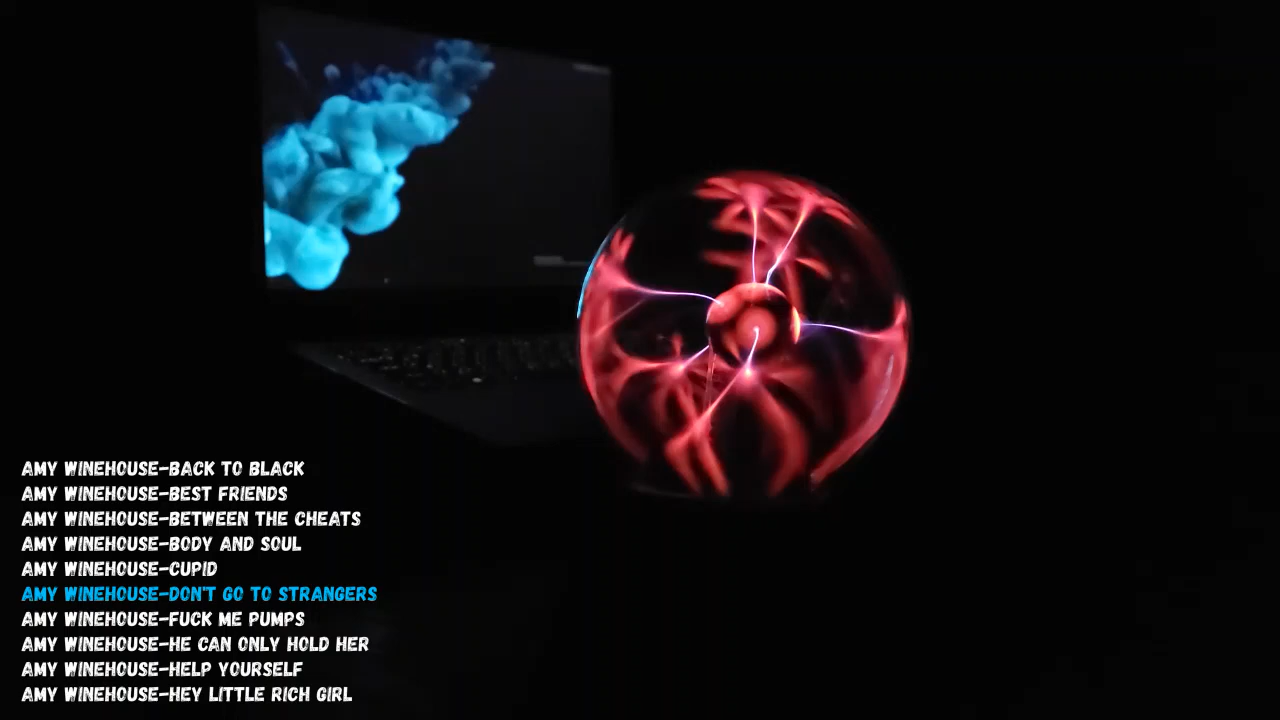 AMY WINEHOUSE-BACK TO BLACK
AMY WINEHOUSE-BEST FRIENDS
AMY WINEHOUSE-BETWEEN THE CHEATS
AMY WINEHOUSE-BODY AND SOUL
AMY WINEHOUSE-CUPID
AMY WINEHOUSE-DON'T GO TO STRANGERS
AMY WINEHOUSE-FUCK ME PUMPS
AMY WINEHOUSE-HE CAN ONLY HOLD HER
AMY WINEHOUSE-HELP YOURSELF
AMY WINEHOUSE-HEY LITTLE RICH GIRL